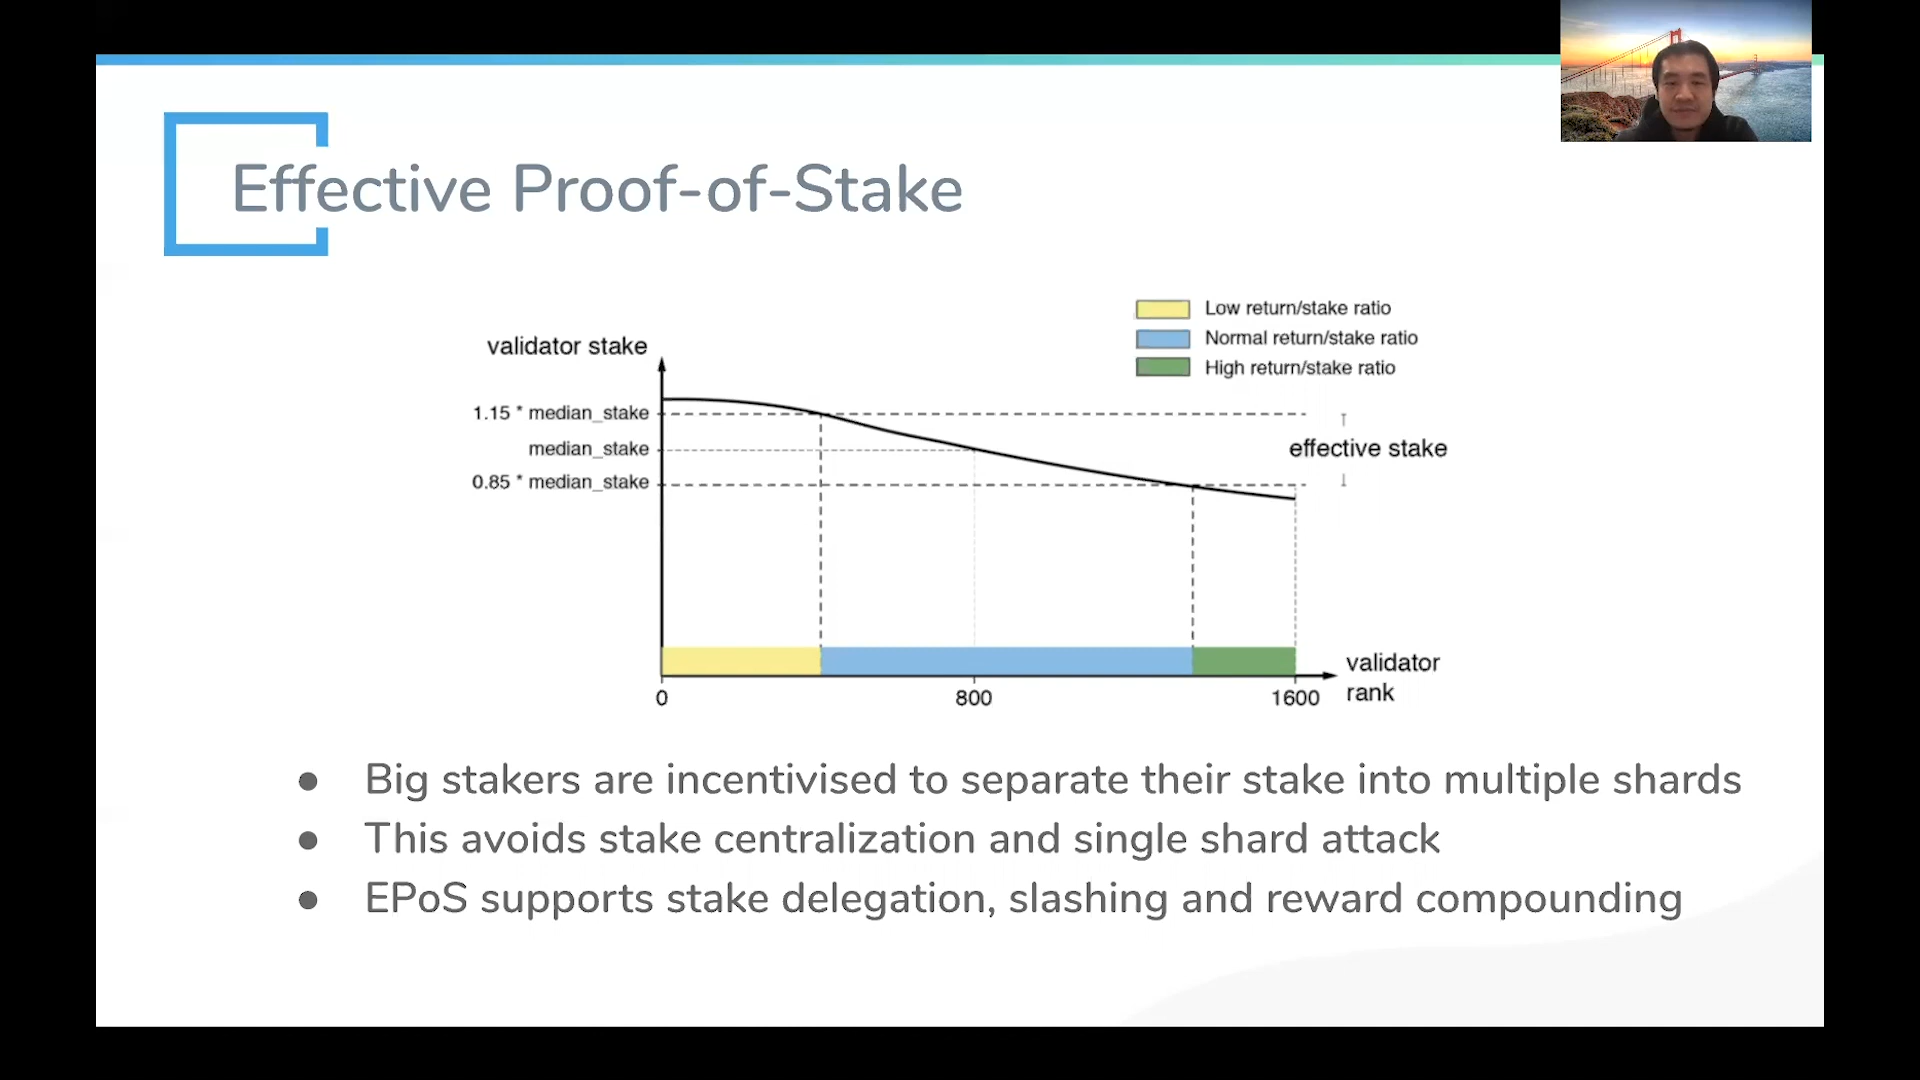 Effective Proof-of-Stake
Low return/stake ratio
Normal return/stake ratio
High return/stake ratio
validator stake
1.15 * median_stake
median_stake
0.85 * median_stake
effective stake
0
800
1600
validator
rank
● Big stakers are incentivised to separate their stake into multiple shards
● This avoids stake centralization and single shard attack
● EPoS supports stake delegation, slashing and reward compounding